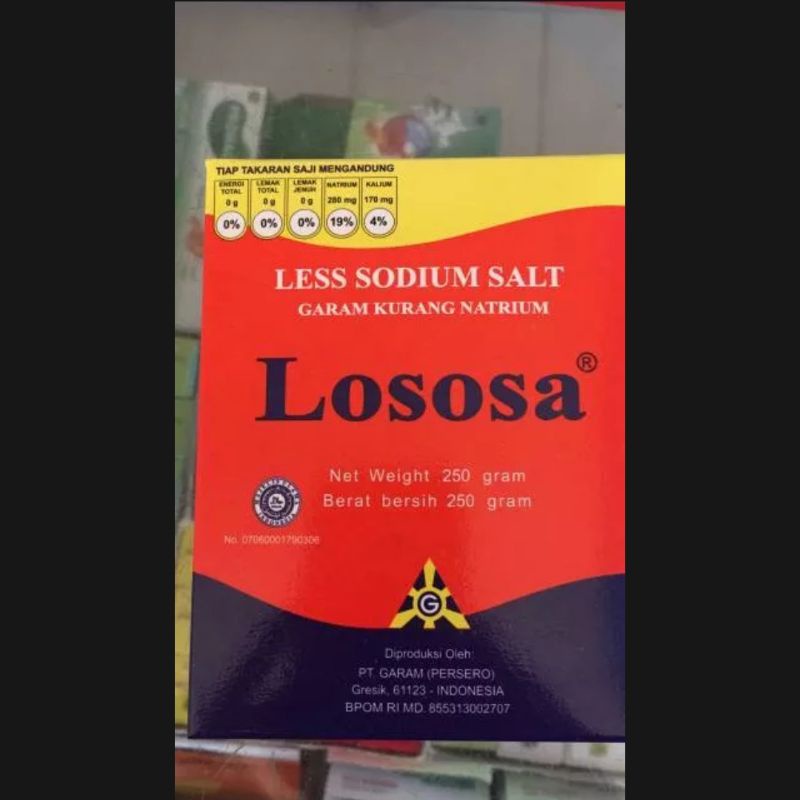 TIAP TAKARAN SAJI MENGANDUNG
ENERGI TOTAL 0 g 0%
LEMAK TOTAL 0 g 0%
LEMAK JENUH 0 g 0%
NATRIUM 280 mg 19%
KALIUM 170 mg 4%
LESS SODIUM SALT
GARAM KURANG NATRIUM
Lososa®
Net Weight 250 gram
Berat bersih 250 gram
No. 07060001790306
G
Diproduksi Oleh:
PT. GARAM (PERSERO)
Gresik, 61123 - INDONESIA
BPOM RI MD. 855313002707